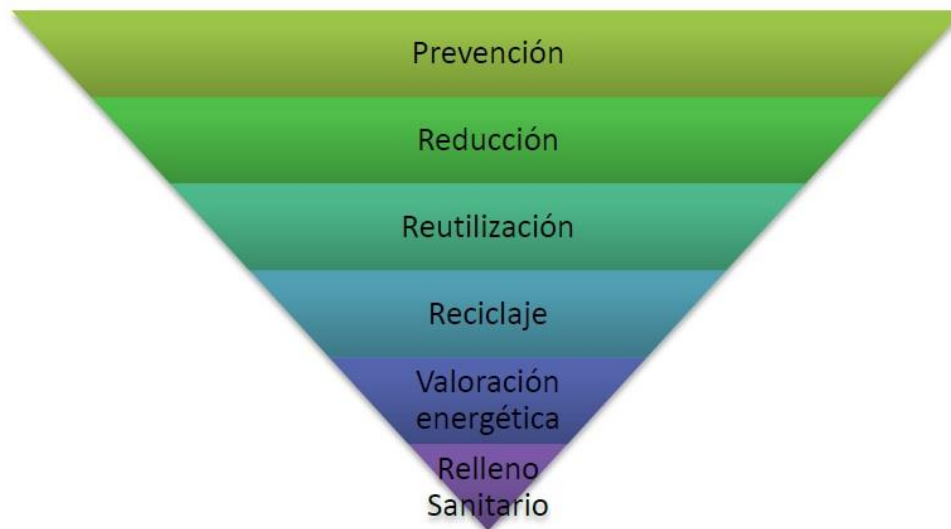 Prevención
Reducción
Reutilización
Reciclaje
Valoración
energética
Relleno
Sanitario